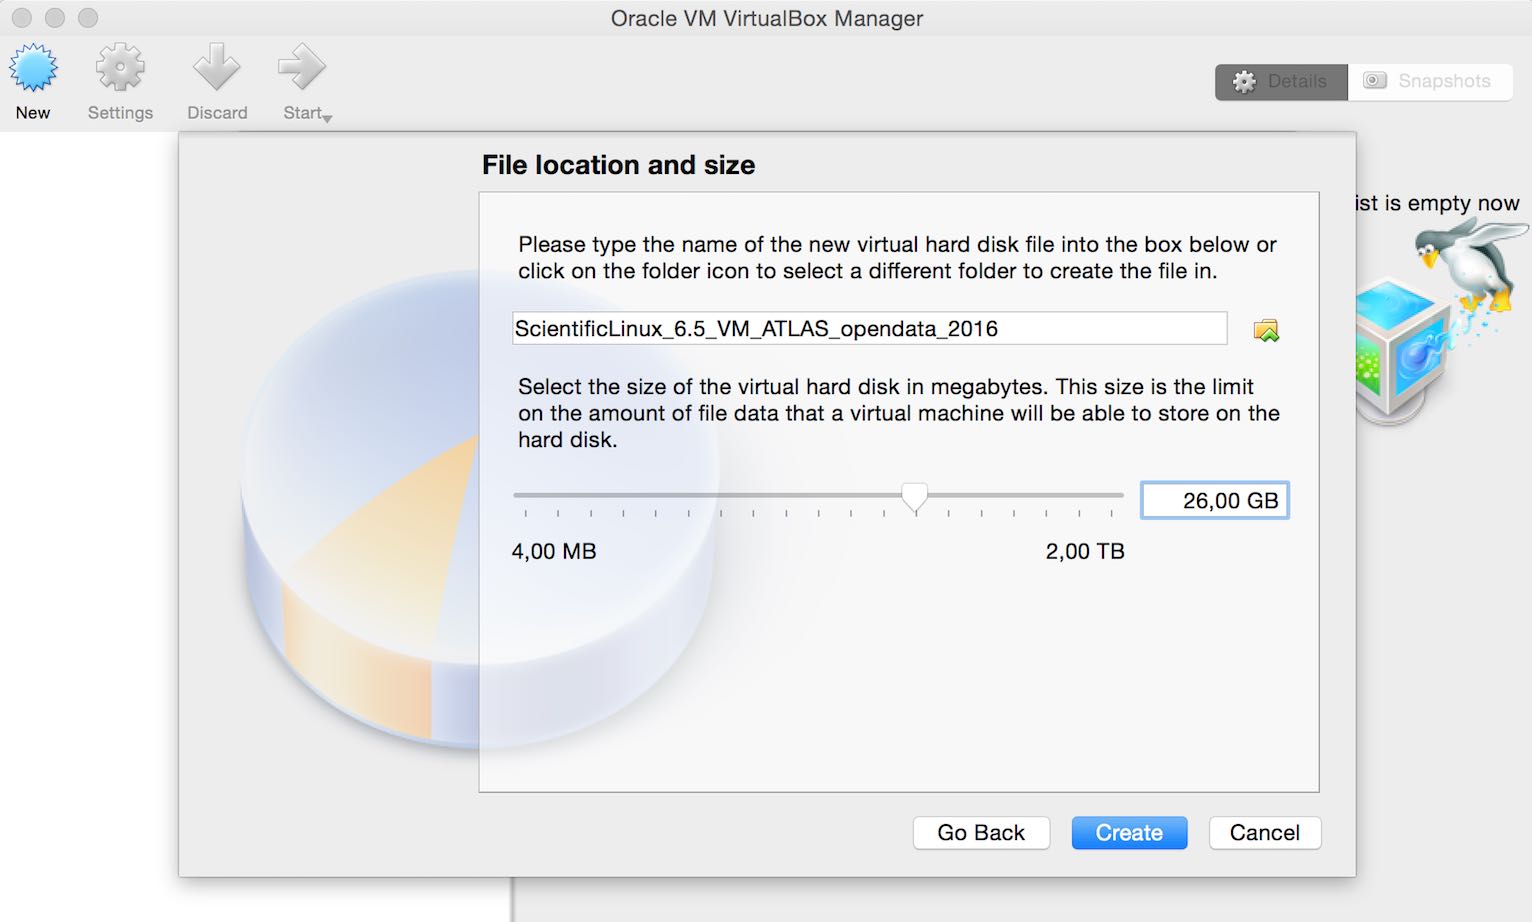 Oracle VM VirtualBox Manager
New
Settings
Discard
Start
Details
Snapshots
File location and size
ist is empty now
Please type the name of the new virtual hard disk file into the box below or
click on the folder icon to select a different folder to create the file in.
ScientificLinux_6.5_VM_ATLAS_opendata_2016
Select the size of the virtual hard disk in megabytes. This size is the limit
on the amount of file data that a virtual machine will be able to store on the
hard disk.
26,00 GB
4,00 MB
2,00 TB
Go Back
Create
Cancel